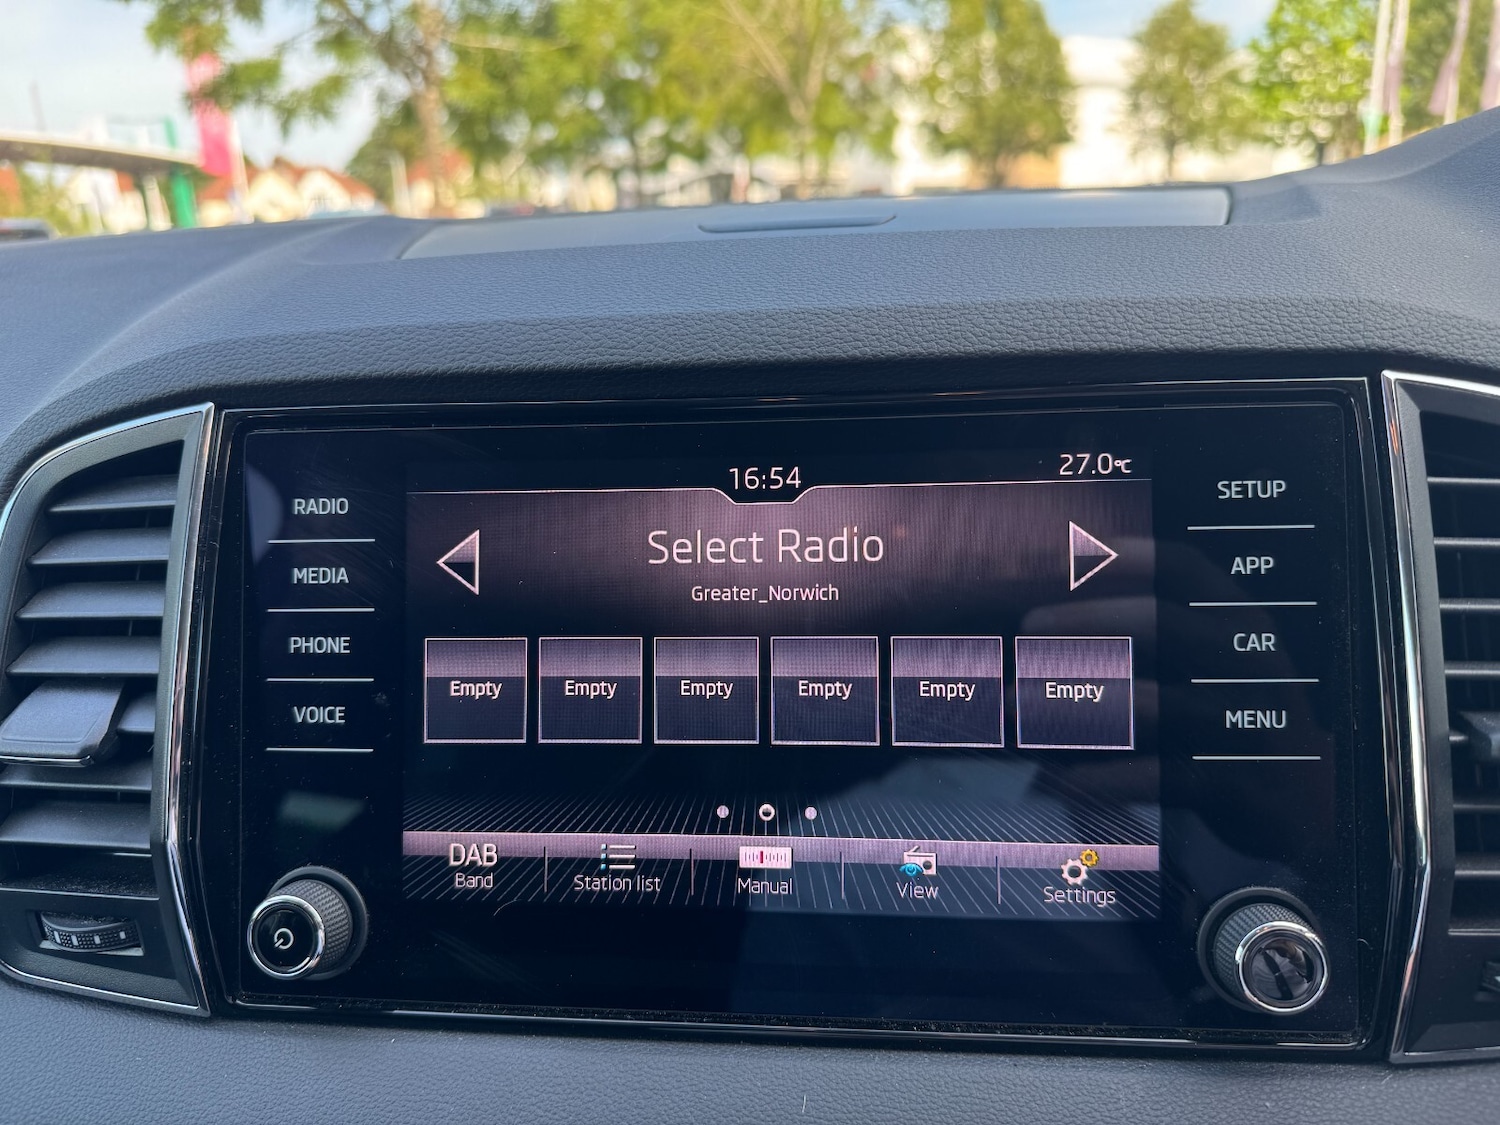 16:54
27.0°C
RADIO
MEDIA
PHONE
VOICE
Select Radio
Greater_Norwich
Empty Empty Empty Empty Empty Empty
DAB
Band
Station list
Manual
View
Settings
SETUP
APP
CAR
MENU